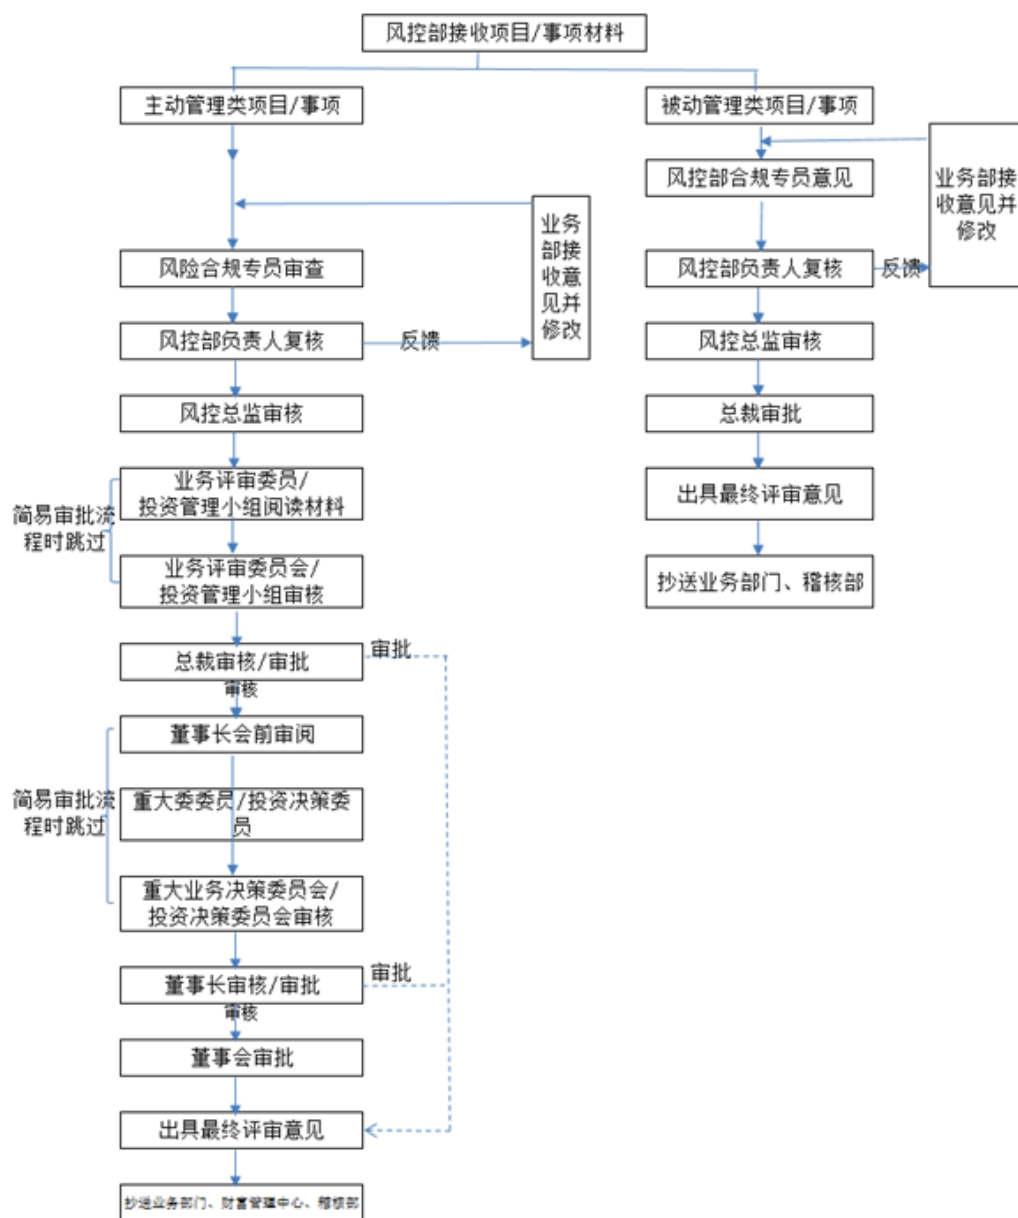 风控部接收项目/事项材料
主动管理类项目/事项
被动管理类项目/事项
风控部合规专员意见
业务部接
收意见并
修改
业务
部接
收意
见并
修改
风险合规专员审查
风控部负责人复核
反馈
风控部负责人复核
反馈
风控总监审核
风控总监审核
总裁审批
业务评审委员/
投资管理小组阅读材料
简易审批流
程时跳过
出具最终评审意见
业务评审委员会/
投资管理小组审核
抄送业务部门、稽核部
总裁审核/审批
审批
审核
董事长会前审阅
简易审批流
程时跳过
重大委委员/投资决策委
员
重大业务决策委员会/
投资决策委员会审核
董事长审核/审批
审批
审核
董事会审批
出具最终评审意见
抄送业务部门、财富管理中心、稽核部